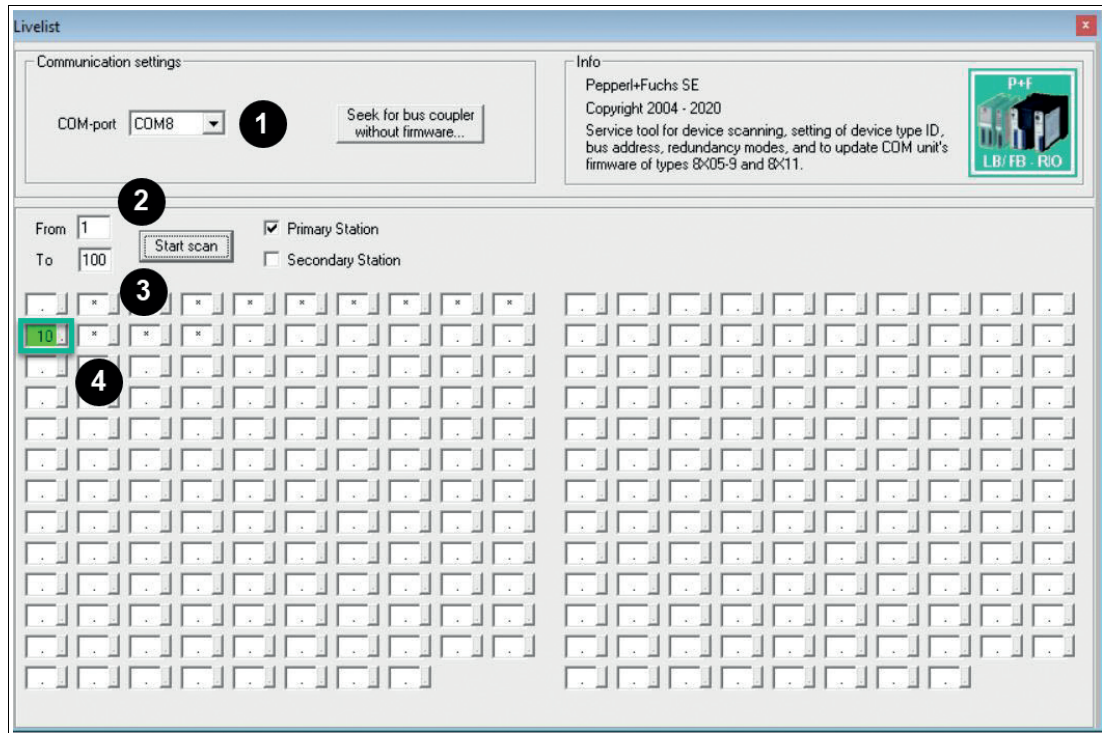 Livelist
x
Communication settings
COM-port COM8
1
Seek for bus coupler
without firmware...
Info
Pepperl+Fuchs SE
Copyright 2004 - 2020
Service tool for device scanning, setting of device type ID,
bus address, redundancy modes, and to update COM unit's
firmware of types 8X05-9 and 8X11.
P+F
LB/FB - RIO
2
From 1
To 100
Start scan
Primary Station
Secondary Station
3
. * * * * * * * * . . . . . . . . . .
10 . * * * . . . . . . . . . . . . . . . .
4
. . . . . . . . . . . . . . . . . . . .
. . . . . . . . . . . . . . . . . . . .
. . . . . . . . . . . . . . . . . . . .
. . . . . . . . . . . . . . . . . . . .
. . . . . . . . . . . . . . . . . . . .
. . . . . . . . . . . . . . . . . . . .
. . . . . . . . . . . . . . . . . . . .
. . . . . . . . . . . . . . . . . . . .
. . . . . . . . . . . . . . . . . . . .
. . . . . . . . . . . . . . . . . . . .
. . . . . . . . . . . . . . . .